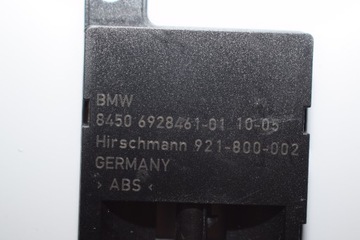 BMW
8450 6928461-01 10-05
Hirschmann 921-800-002
GERMANY
> ABS <